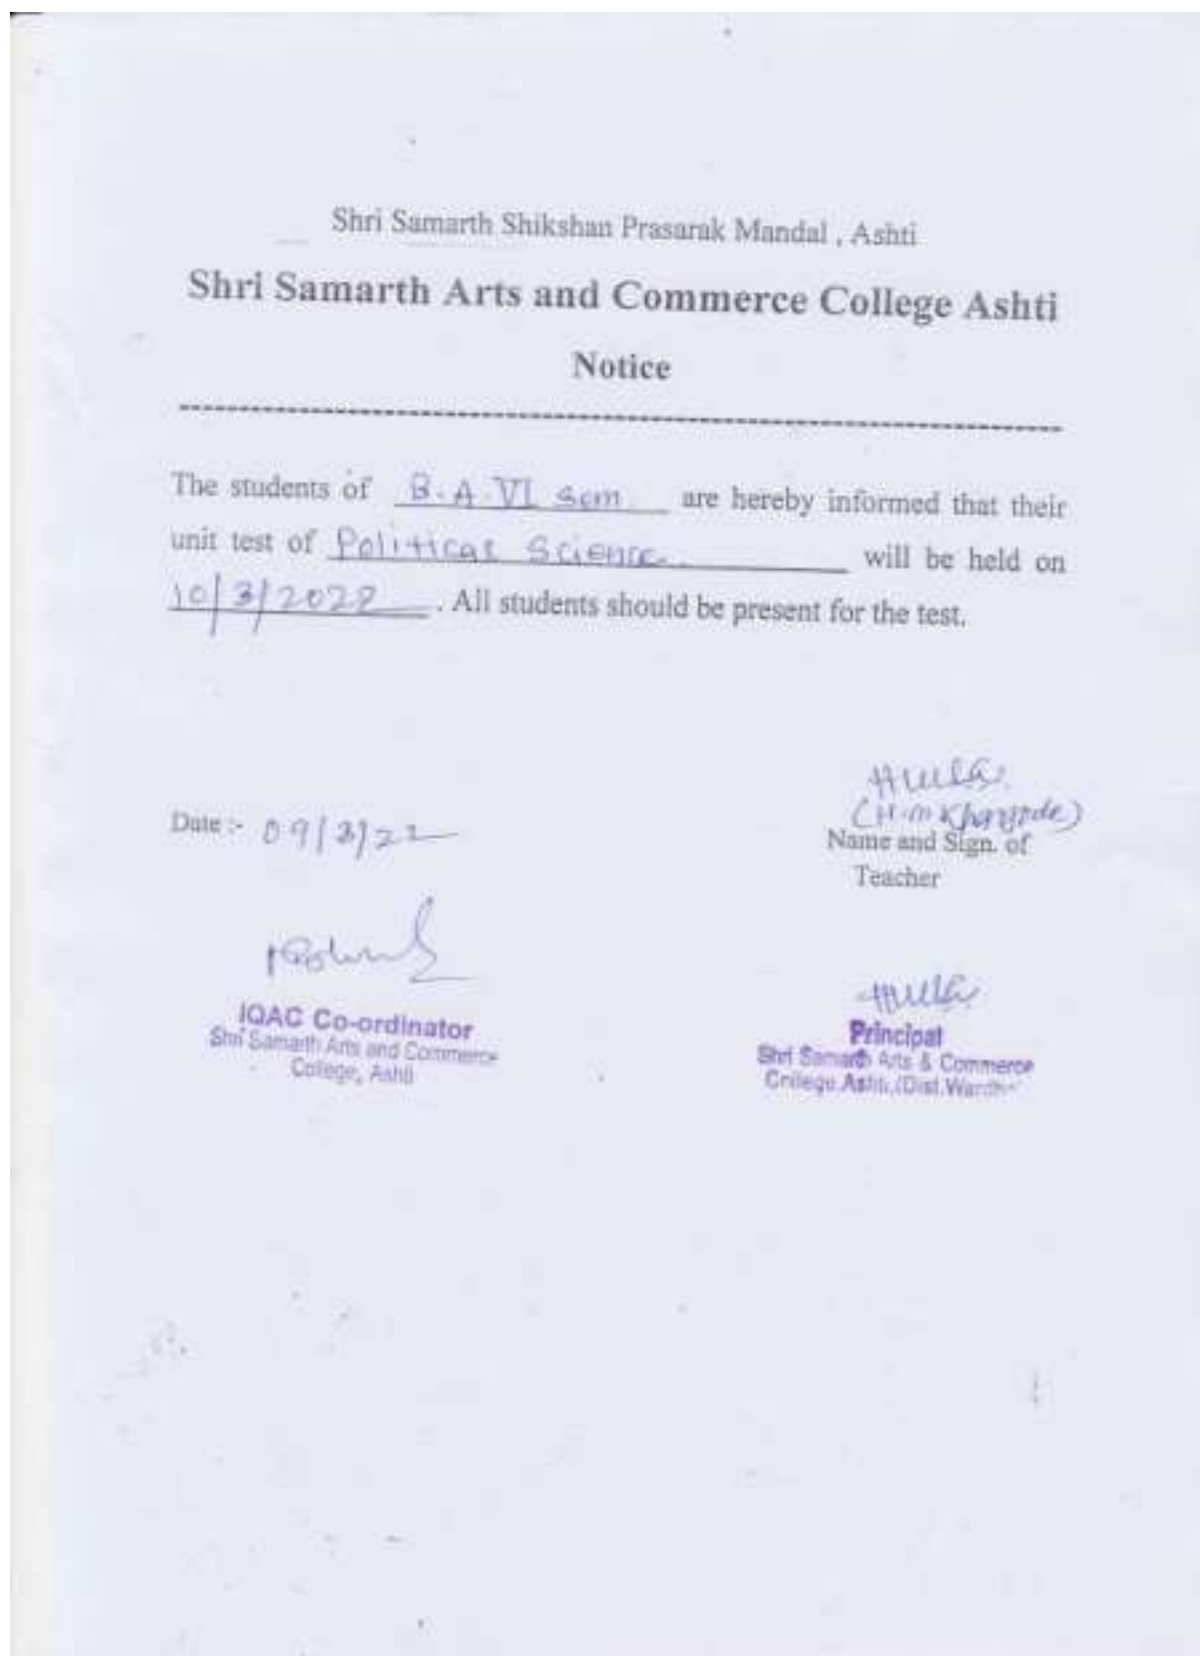 Shri Samarth Shikshan Prasarak Mandal , Ashti
Shri Samarth Arts and Commerce College Ashti
Notice
The students of B.A. VI sem are hereby informed that their
unit test of Political Science will be held on
10/3/2022 . All students should be present for the test.
(H.M
Date :- 09/3/22
Name and Sign. of
Teacher
IQAC Co-ordinator
Shri Samarth Arts and Commerce
College, Ashti
Principal
Shri Samarth Arts & Commerce
College Ashti,(Dist.Wardh